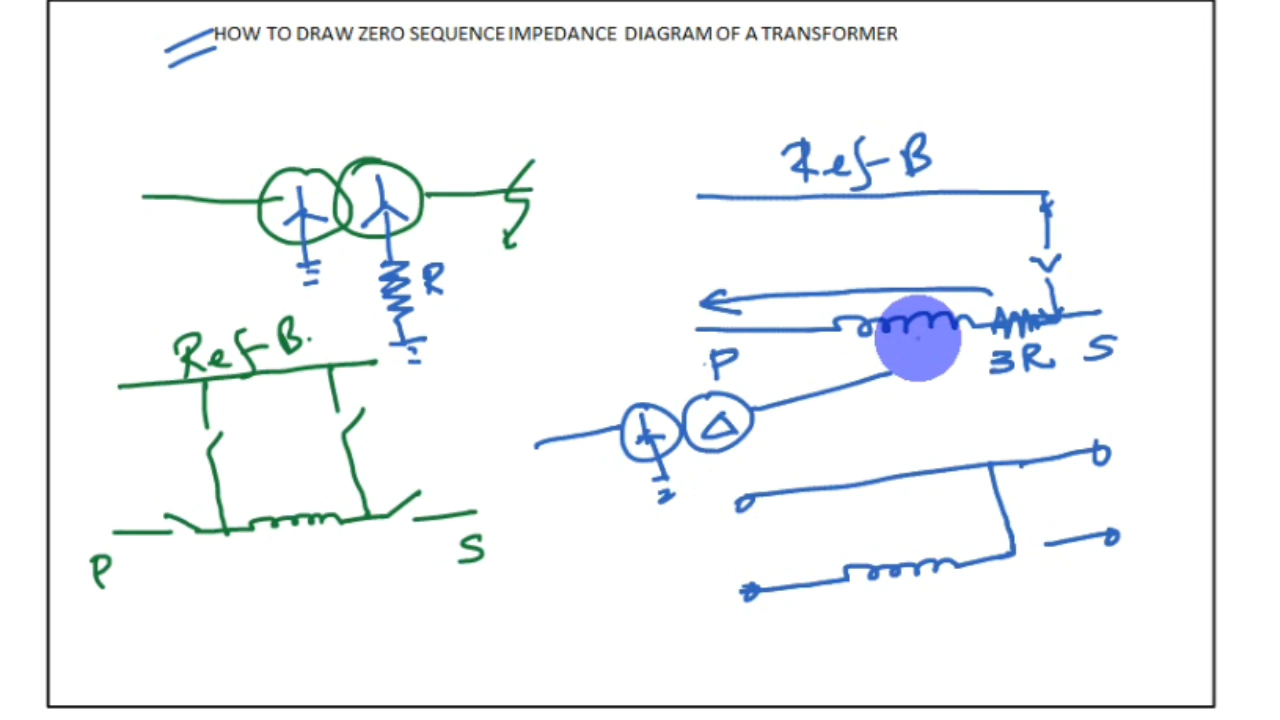 HOW TO DRAW ZERO SEQUENCE IMPEDANCE DIAGRAM OF A TRANSFORMER
Ref-B
R
Ref-B.
P
3R
S
S
P